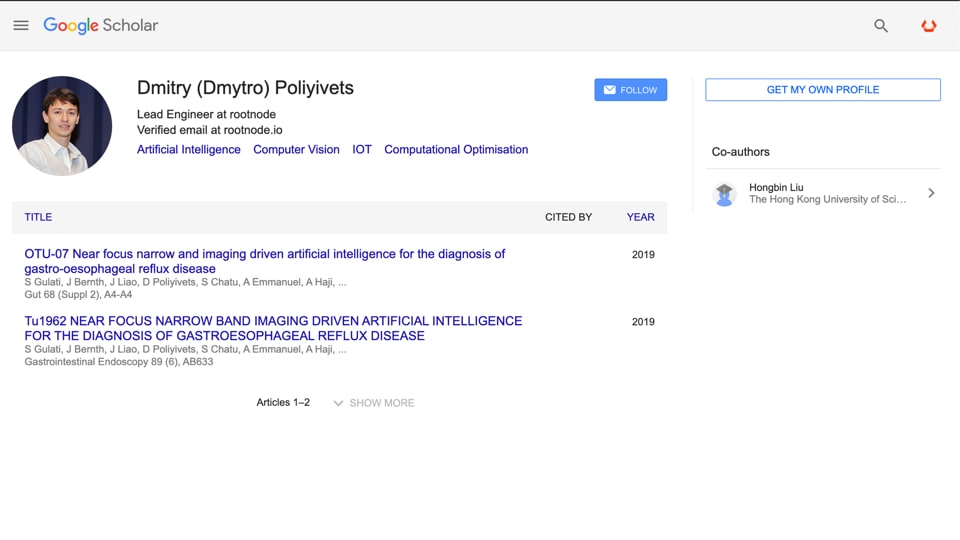 Google Scholar
Dmitry (Dmytro) Poliyivets
FOLLOW
Lead Engineer at rootnode
Verified email at rootnode.io
Artificial Intelligence Computer Vision IOT Computational Optimisation
GET MY OWN PROFILE
Co-authors
Hongbin Liu
The Hong Kong University of Sci…
TITLE CITED BY YEAR
OTU-07 Near focus narrow and imaging driven artificial intelligence for the diagnosis of 2019
gastro-oesophageal reflux disease
S Gulati, J Bernth, J Liao, D Poliyivets, S Chatu, A Emmanuel, A Haji, ...
Gut 68 (Suppl 2), A4-A4
Tu1962 NEAR FOCUS NARROW BAND IMAGING DRIVEN ARTIFICIAL INTELLIGENCE 2019
FOR THE DIAGNOSIS OF GASTROESOPHAGEAL REFLUX DISEASE
S Gulati, J Bernth, J Liao, D Poliyivets, S Chatu, A Emmanuel, A Haji, ...
Gastrointestinal Endoscopy 89 (6), AB633
Articles 1–2 SHOW MORE